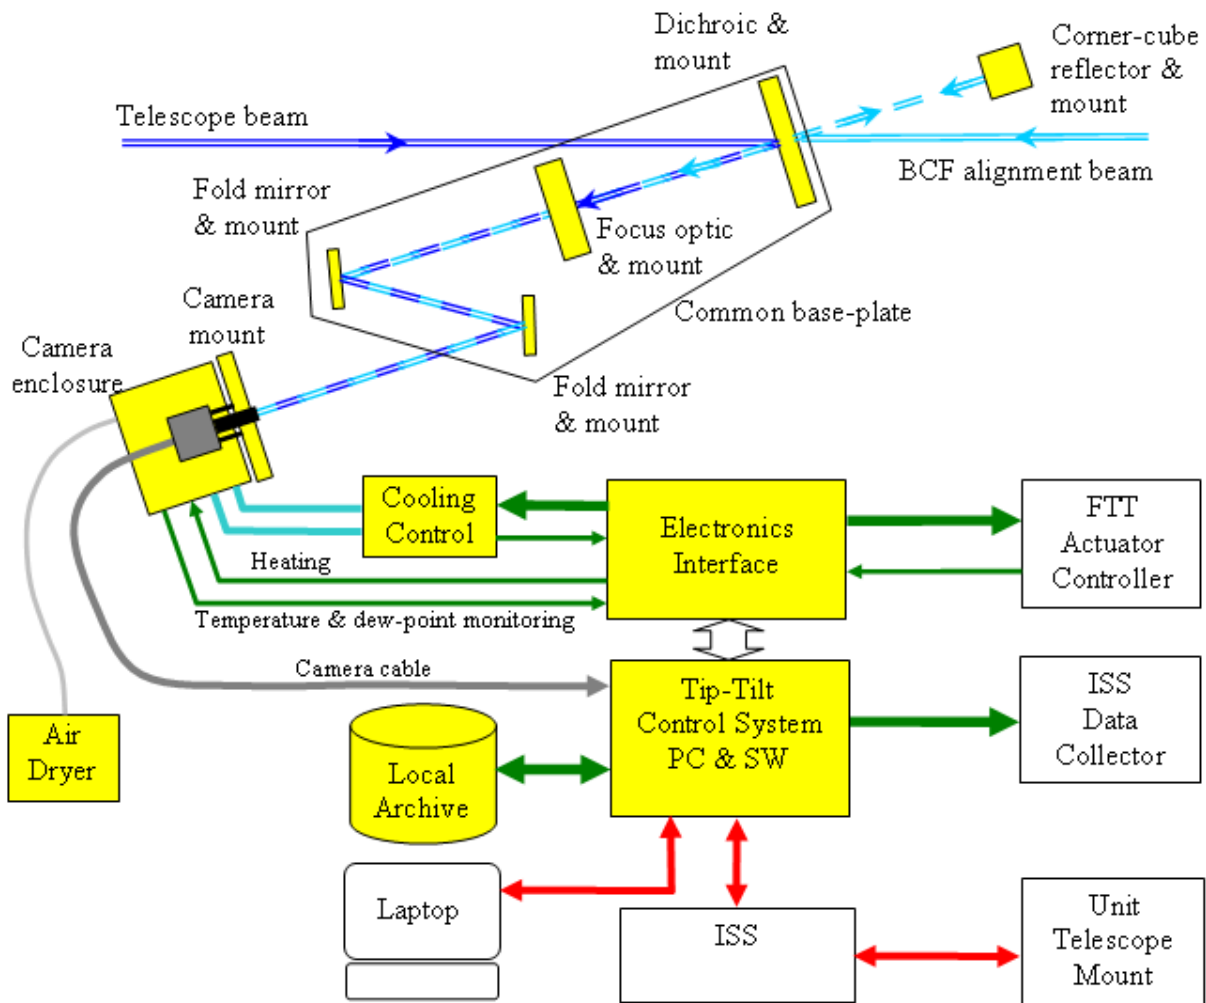 Dichroic &
mount
Corner-cube
reflector &
mount
Telescope beam
BCF alignment beam
Fold mirror
& mount
Focus optic
& mount
Camera
mount
Common base-plate
Camera
enclosure
Fold mirror
& mount
Cooling
Control
Electronics
Interface
FTT
Actuator
Controller
Heating
Temperature & dew-point monitoring
Camera cable
Tip-Tilt
Control System
PC & SW
ISS
Data
Collector
Air
Dryer
Local
Archive
Laptop
ISS
Unit
Telescope
Mount